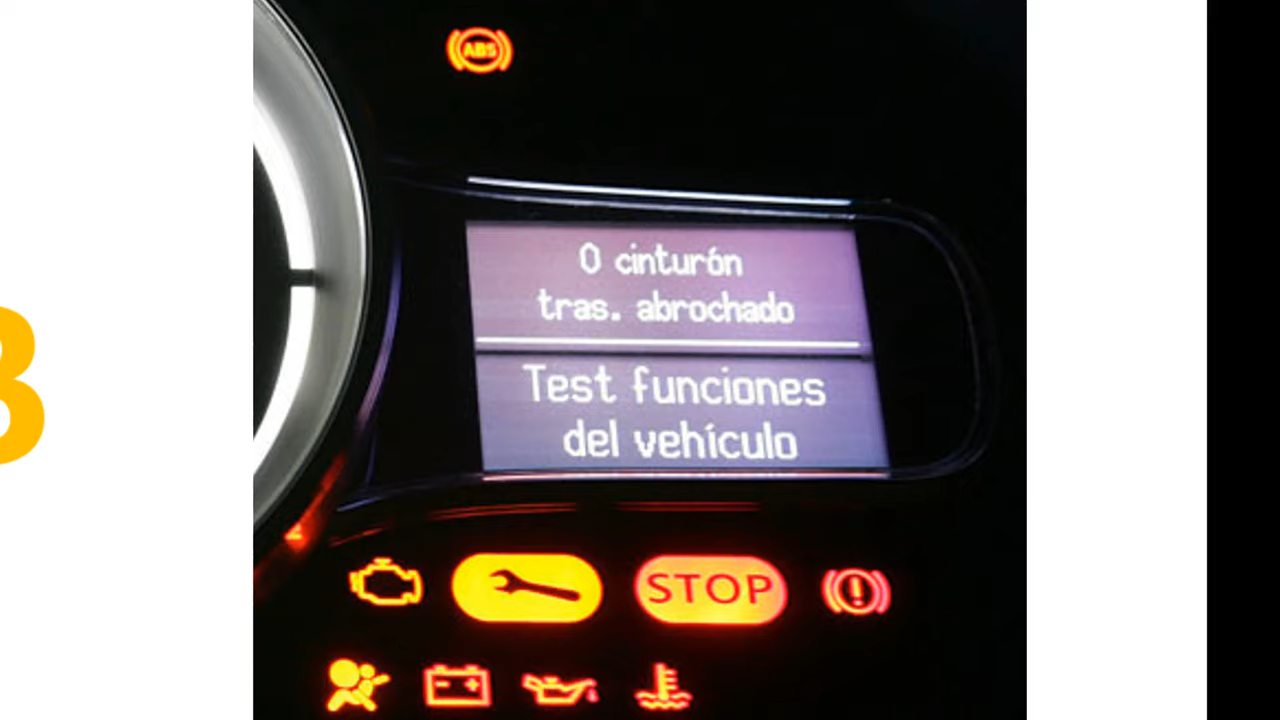 ABS
0 cinturón
tras. abrochado
Test funciones
del vehículo
STOP